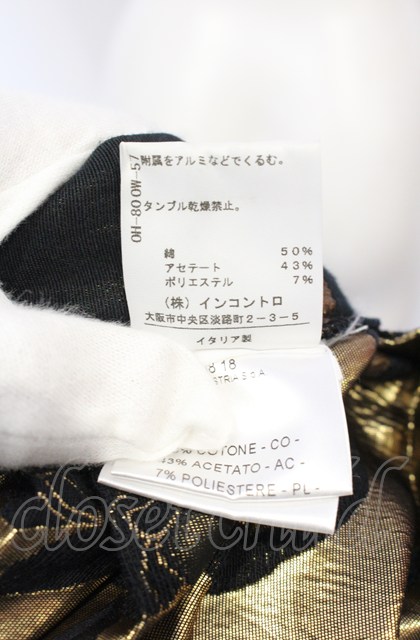 附属をアルミなどでくるむ。
OH-80OW-57
タンブル乾燥禁止。
綿 50%
アセテート 43%
ポリエステル 7%
(株) インコントロ
大阪市中央区淡路町2-3-5
イタリア製
18
COTONE - CO -
43% ACETATO - AC -
7% POLIESTERE - PL -
closet child